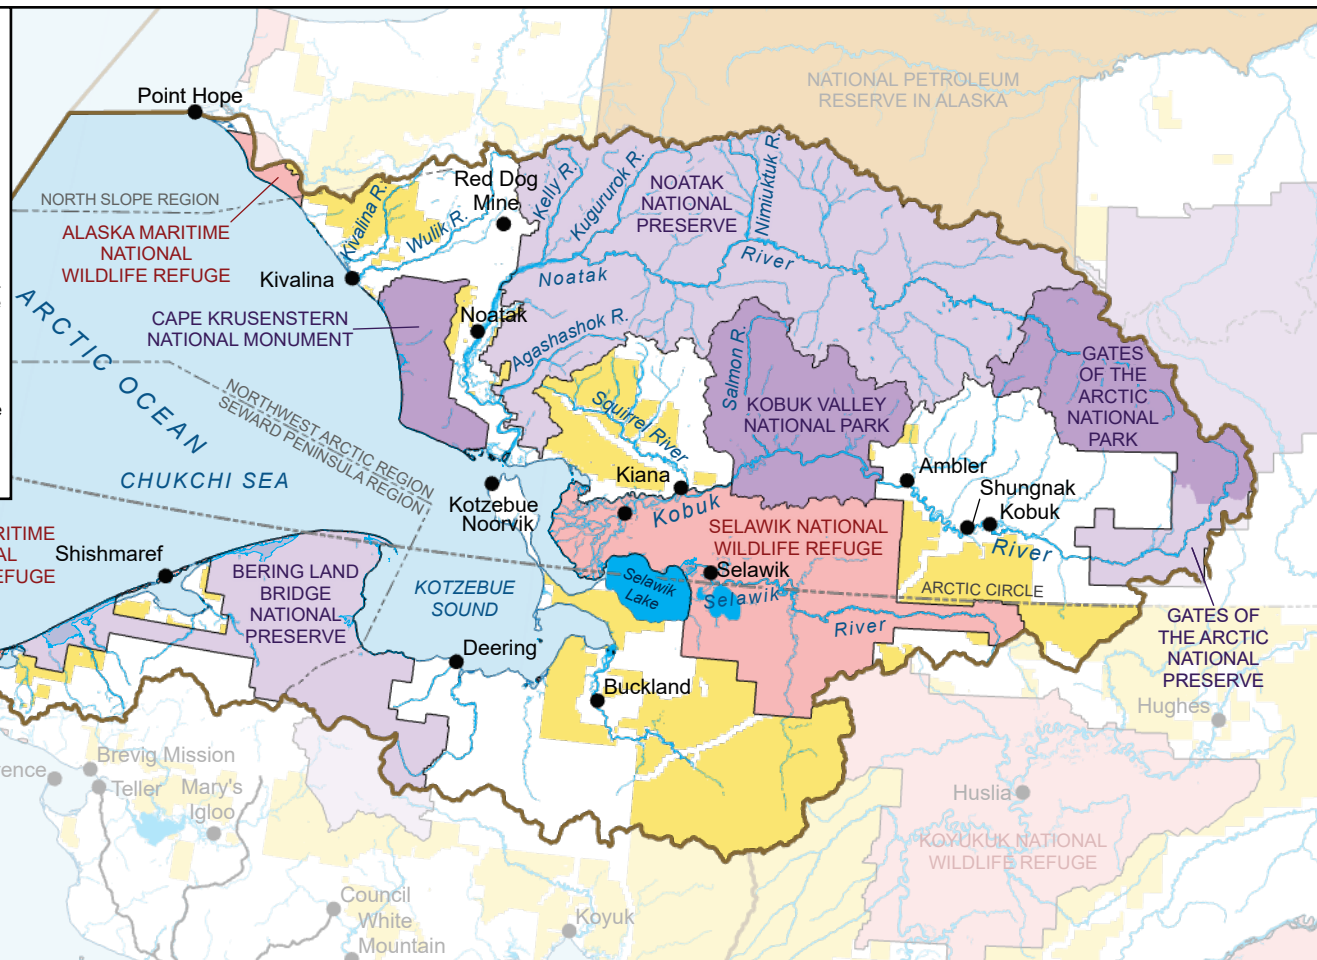 NATIONAL PETROLEUM
RESERVE IN ALASKA
Point Hope
Red Dog
Mine
Kelly R.
Kugururok R.
NOATAK
NATIONAL
PRESERVE
Nimiuktuk R.
NORTH SLOPE REGION
ALASKA MARITIME
NATIONAL
WILDLIFE REFUGE
Kivalina R.
Wulik R.
Kivalina
Noatak
River
ARCTIC OCEAN
CAPE KRUSENSTERN
NATIONAL MONUMENT
Noatak
Agashashok R.
Salmon R.
GATES
OF THE
ARCTIC
NATIONAL
PARK
KOBUK VALLEY
NATIONAL PARK
Squirrel River
NORTHWEST ARCTIC REGION
SEWARD PENINSULA REGION
CHUKCHI SEA
Kiana
Ambler
Shungnak
Kobuk
Kotzebue
Noorvik
Kobuk
River
SELAWIK NATIONAL
WILDLIFE REFUGE
RITIME
AL
EFUGE
Shishmaref
BERING LAND
BRIDGE
NATIONAL
PRESERVE
KOTZEBUE
SOUND
Selawik
Lake
Selawik
Selawik
River
ARCTIC CIRCLE
GATES OF
THE ARCTIC
NATIONAL
PRESERVE
Deering
Buckland
Hughes
Brevig Mission
rence
Teller
Mary's
Igloo
Huslia
KOYUKUK NATIONAL
WILDLIFE REFUGE
Council
White
Mountain
Koyuk